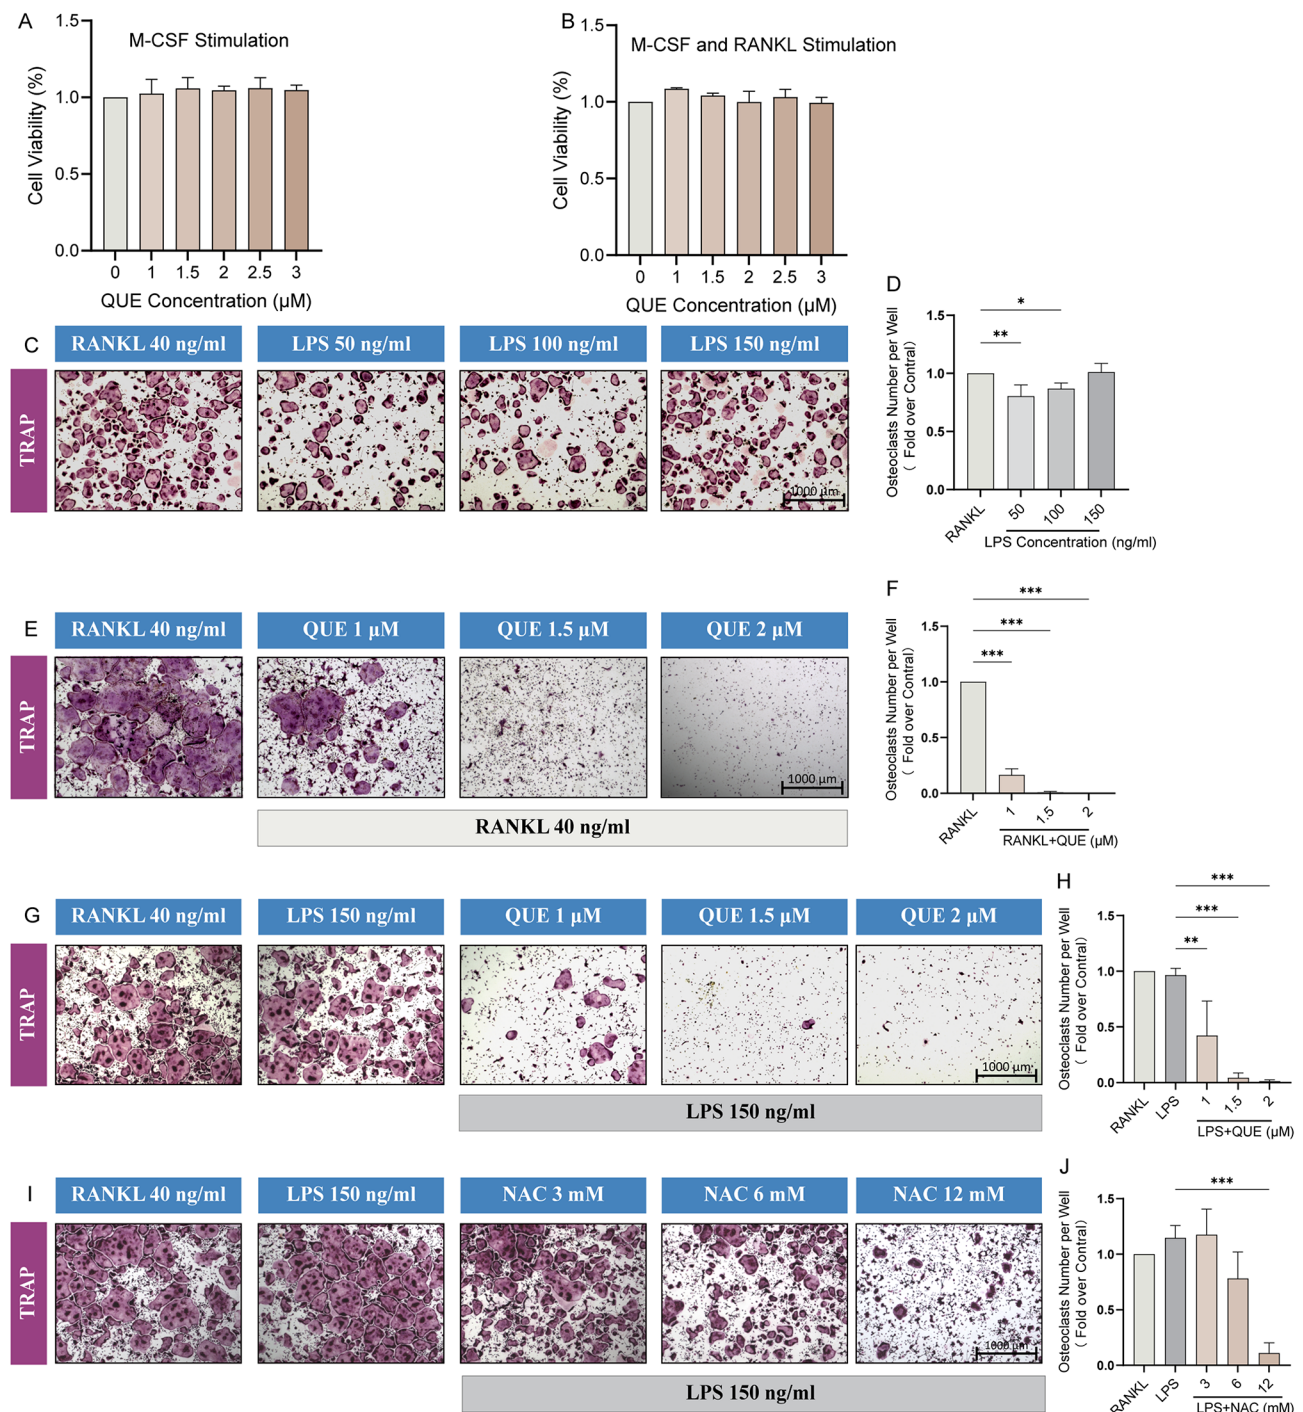 A
1.5
1.0
0.5
0.0
Cell Viability (%)
M-CSF Stimulation
0 1 1.5 2 2.5 3
QUE Concentration (µM)
B
1.5
1.0
0.5
0.0
Cell Viability (%)
M-CSF and RANKL Stimulation
0 1 1.5 2 2.5 3
QUE Concentration (µM)
C
RANKL 40 ng/ml
LPS 50 ng/ml
LPS 100 ng/ml
LPS 150 ng/ml
TRAP
1000 µm
D
Osteoclasts Number per Well
( Fold over Control)
1.5
1.0
0.5
0.0
*
**
RANKL 50 100 150
LPS Concentration (ng/ml)
E
RANKL 40 ng/ml
QUE 1 µM
QUE 1.5 µM
QUE 2 µM
TRAP
1000 µm
RANKL 40 ng/ml
F
Osteoclasts Number per Well
( Fold over Control)
1.5
1.0
0.5
0.0
***
***
***
RANKL 1 1.5 2
RANKL+QUE (µM)
G
RANKL 40 ng/ml
LPS 150 ng/ml
QUE 1 µM
QUE 1.5 µM
QUE 2 µM
TRAP
1000 µm
LPS 150 ng/ml
H
Osteoclasts Number per Well
( Fold over Control)
1.5
1.0
0.5
0.0
***
***
**
RANKL LPS 1 1.5 2
LPS+QUE (µM)
I
RANKL 40 ng/ml
LPS 150 ng/ml
NAC 3 mM
NAC 6 mM
NAC 12 mM
TRAP
1000 µm
LPS 150 ng/ml
J
Osteoclasts Number per Well
( Fold over Control)
1.5
1.0
0.5
0.0
***
RANKL LPS 3 6 12
LPS+NAC (mM)